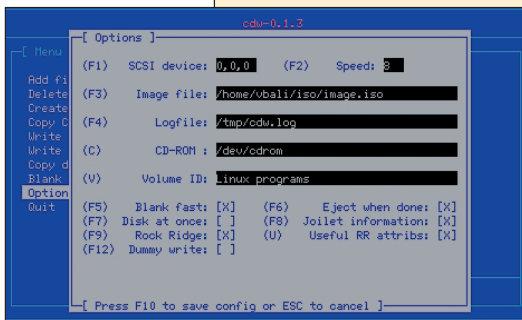 cdw-0.1.3
[ Menu
[ Options ]
(F1) SCSI device: 0,0,0 (F2) Speed: 8
(F3) Image file: /home/vbali/iso/image.iso
(F4) Logfile: /tmp/cdw.log
(C) CD-ROM : /dev/cdrom
(V) Volume ID: Linux programs
(F5) Blank fast: [X] (F6) Eject when done: [X]
(F7) Disk at once: [ ] (F8) Joilet information: [X]
(F9) Rock Ridge: [X] (U) Useful RR attribs: [X]
(F12) Dummy write: [ ]
[ Press F10 to save config or ESC to cancel ]
Add fi
Delete
Create
Copy C
Write
Write
Copy d
Blank
Option
Quit